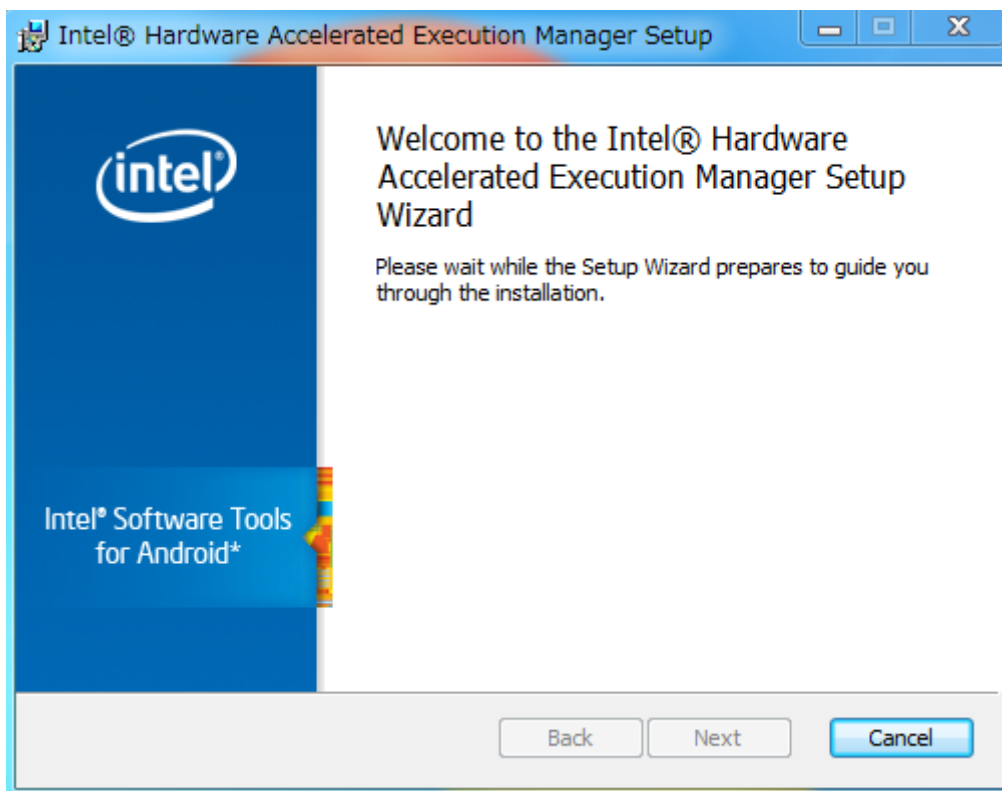 Intel® Hardware Accelerated Execution Manager Setup
intel®
Welcome to the Intel® Hardware
Accelerated Execution Manager Setup
Wizard
Please wait while the Setup Wizard prepares to guide you
through the installation.
Intel® Software Tools
for Android*
Back Next Cancel